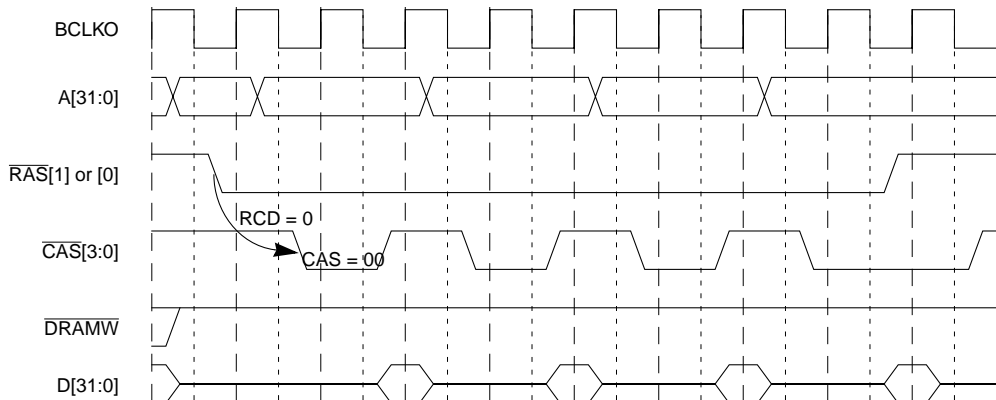 BCLKO
A[31:0]
RAS[1] or [0]
RCD = 0
CAS[3:0]
CAS = 00
DRAMW
D[31:0]